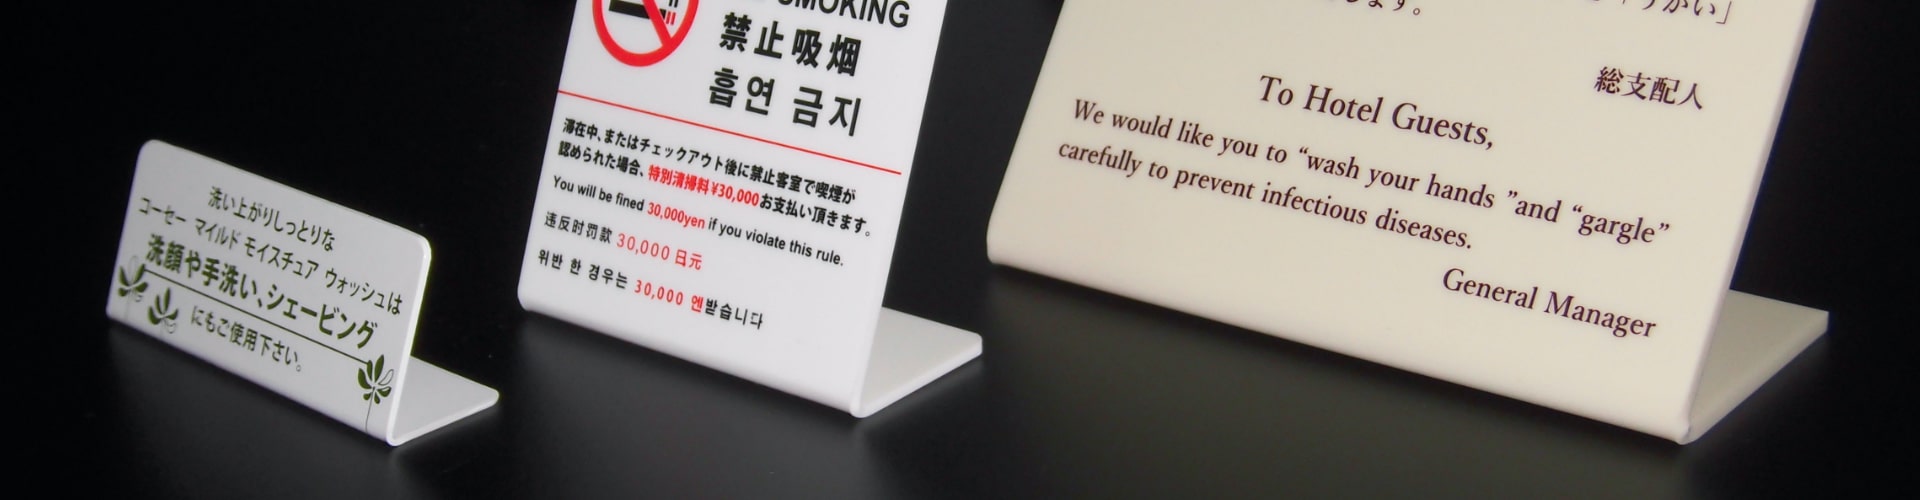 洗い上がりしっとりな
コーセー マイルド モイスチュア ウォッシュは
洗顔や手洗い、シェービング
にもご使用下さい。
SMOKING
禁止吸烟
흡연 금지
滞在中、またはチェックアウト後に禁止客室で喫煙が
認められた場合、特別清掃料¥30,000お支払い頂きます。
You will be fined 30,000yen if you violate this rule.
违反时罚款 30,000 日元
위반 한 경우는 30,000 엔받습니다
「うがい」
します。
総支配人
To Hotel Guests,
We would like you to “wash your hands ”and “gargle”
carefully to prevent infectious diseases.
General Manager